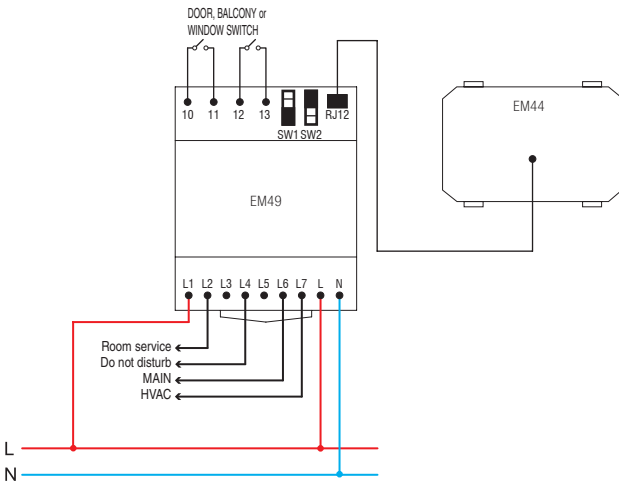 DOOR, BALCONY or
WINDOW SWITCH
10 11 12 13 RJ12
SW1 SW2
EM44
EM49
L1 L2 L3 L4 L5 L6 L7 L N
Room service
Do not disturb
MAIN
HVAC
L
N